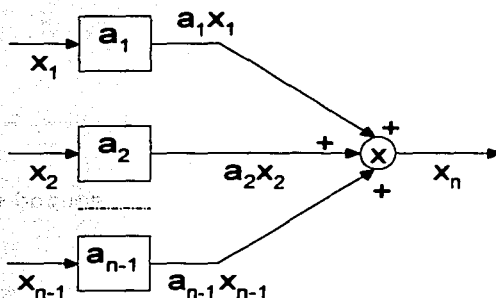 a₁ a₁x₁
x₁ +
a₂ + x
x₂ a₂x₂ xₙ
+
aₙ₋₁
xₙ₋₁ aₙ₋₁xₙ₋₁